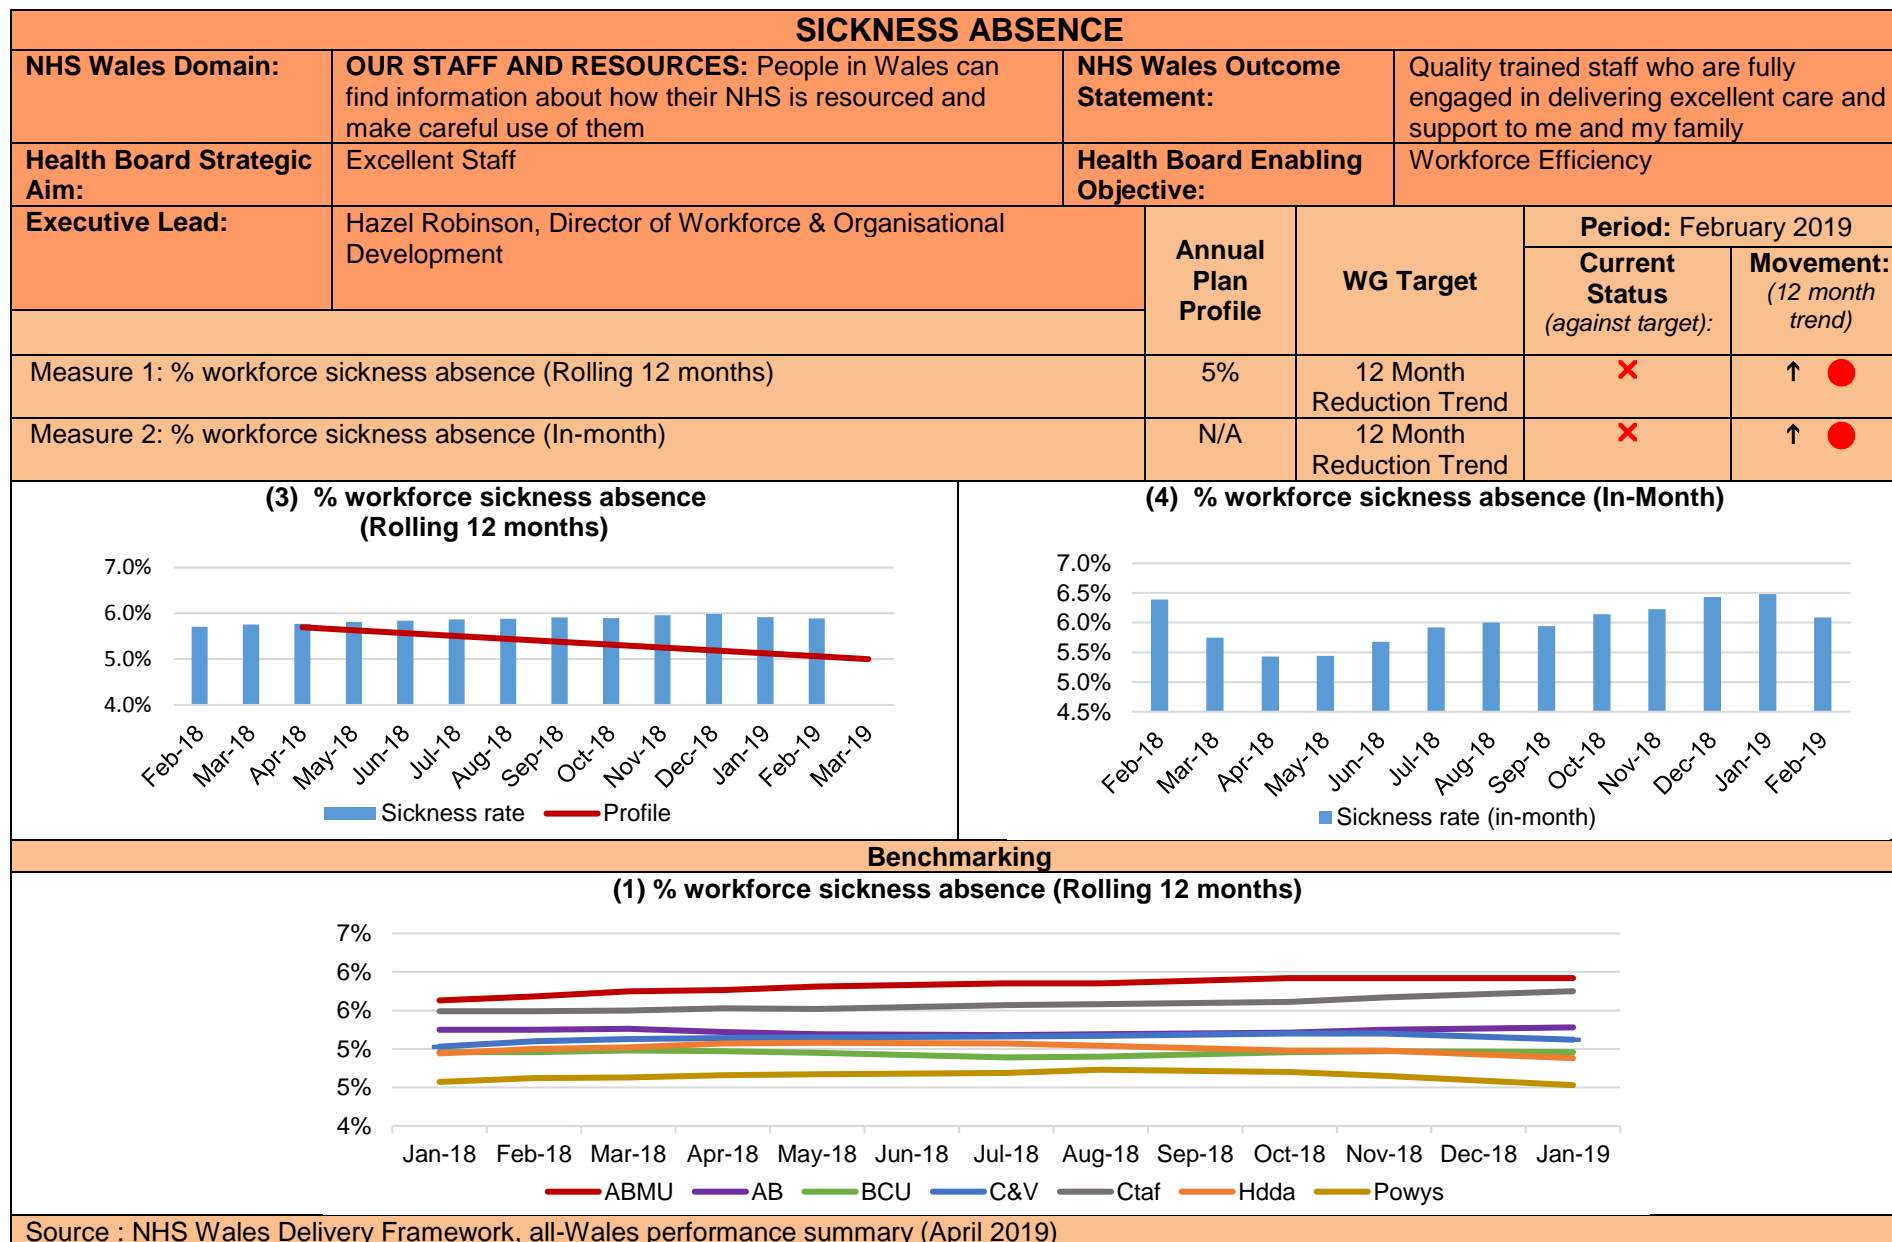 SICKNESS ABSENCE
NHS Wales Domain:
OUR STAFF AND RESOURCES: People in Wales can
find information about how their NHS is resourced and
make careful use of them
NHS Wales Outcome
Statement:
Quality trained staff who are fully
engaged in delivering excellent care and
support to me and my family
Health Board Strategic
Aim:
Excellent Staff
Health Board Enabling
Objective:
Workforce Efficiency
Executive Lead:
Hazel Robinson, Director of Workforce & Organisational
Development
Annual
Plan
Profile
WG Target
Period: February 2019
Current
Status
(against target):
Movement:
(12 month
trend)
Measure 1: % workforce sickness absence (Rolling 12 months)
5%
12 Month
Reduction Trend
✕
↑
Measure 2: % workforce sickness absence (In-month)
N/A
12 Month
Reduction Trend
✕
↑
(3) % workforce sickness absence
(Rolling 12 months)
7.0%
6.0%
5.0%
4.0%
Feb-18
Mar-18
Apr-18
May-18
Jun-18
Jul-18
Aug-18
Sep-18
Oct-18
Nov-18
Dec-18
Jan-19
Feb-19
Mar-19
Sickness rate
Profile
(4) % workforce sickness absence (In-Month)
7.0%
6.5%
6.0%
5.5%
5.0%
4.5%
Feb-18
Mar-18
Apr-18
May-18
Jun-18
Jul-18
Aug-18
Sep-18
Oct-18
Nov-18
Dec-18
Jan-19
Feb-19
Sickness rate (in-month)
Benchmarking
(1) % workforce sickness absence (Rolling 12 months)
7%
6%
6%
5%
5%
4%
Jan-18 Feb-18 Mar-18 Apr-18 May-18 Jun-18 Jul-18 Aug-18 Sep-18 Oct-18 Nov-18 Dec-18 Jan-19
ABMU AB BCU C&V Ctaf Hdda Powys
Source : NHS Wales Delivery Framework, all-Wales performance summary (April 2019)